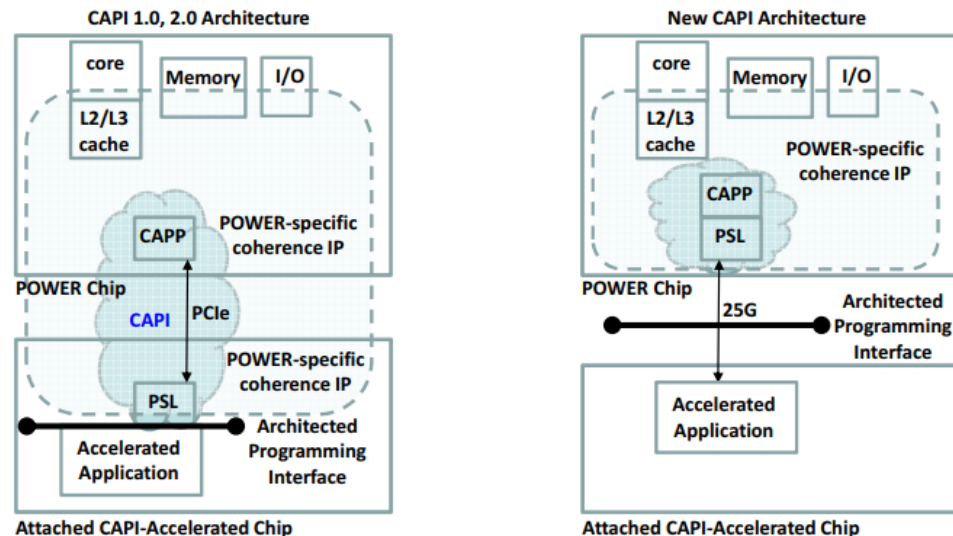 CAPI 1.0, 2.0 Architecture
core
Memory
I/O
L2/L3
cache
CAPP
POWER-specific
coherence IP
POWER Chip
CAPI
PCIe
POWER-specific
coherence IP
PSL
Accelerated
Application
Architected
Programming
Interface
Attached CAPI-Accelerated Chip
New CAPI Architecture
core
Memory
I/O
L2/L3
cache
POWER-specific
coherence IP
CAPP
PSL
POWER Chip
25G
Architected
Programming
Interface
Accelerated
Application
Attached CAPI-Accelerated Chip